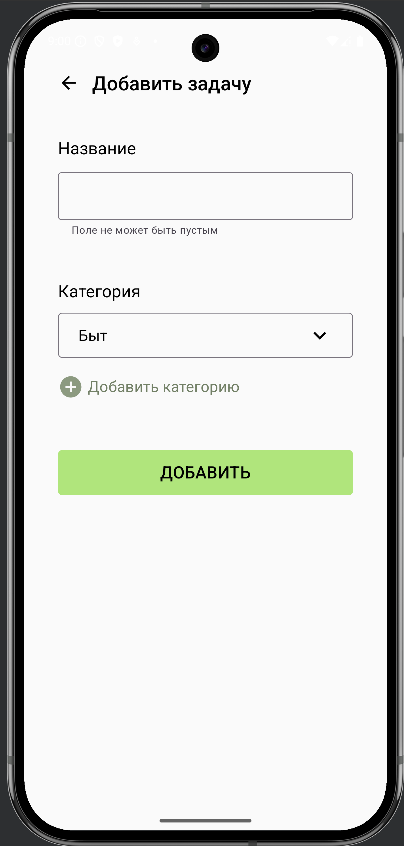 Добавить задачу
Название
Поле не может быть пустым
Категория
Быт
Добавить категорию
ДОБАВИТЬ